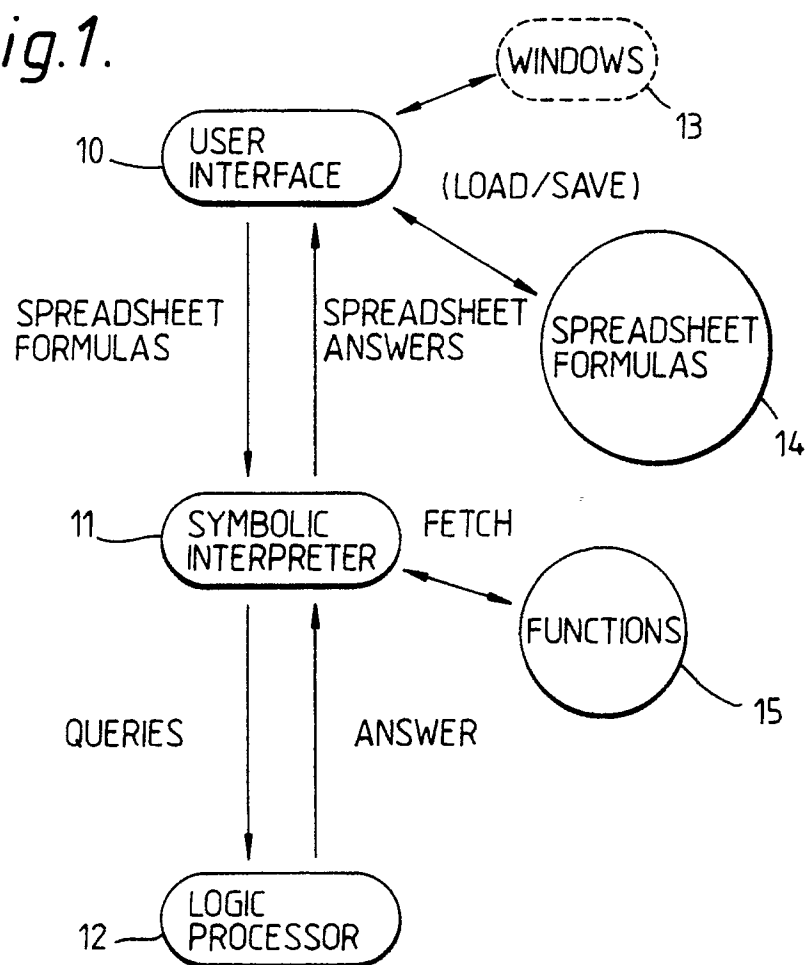 ig.1.
WINDOWS
13
10
USER
INTERFACE
(LOAD/SAVE)
SPREADSHEET
FORMULAS
SPREADSHEET
ANSWERS
SPREADSHEET
FORMULAS
14
11
SYMBOLIC
INTERPRETER
FETCH
FUNCTIONS
15
QUERIES
ANSWER
12
LOGIC
PROCESSOR